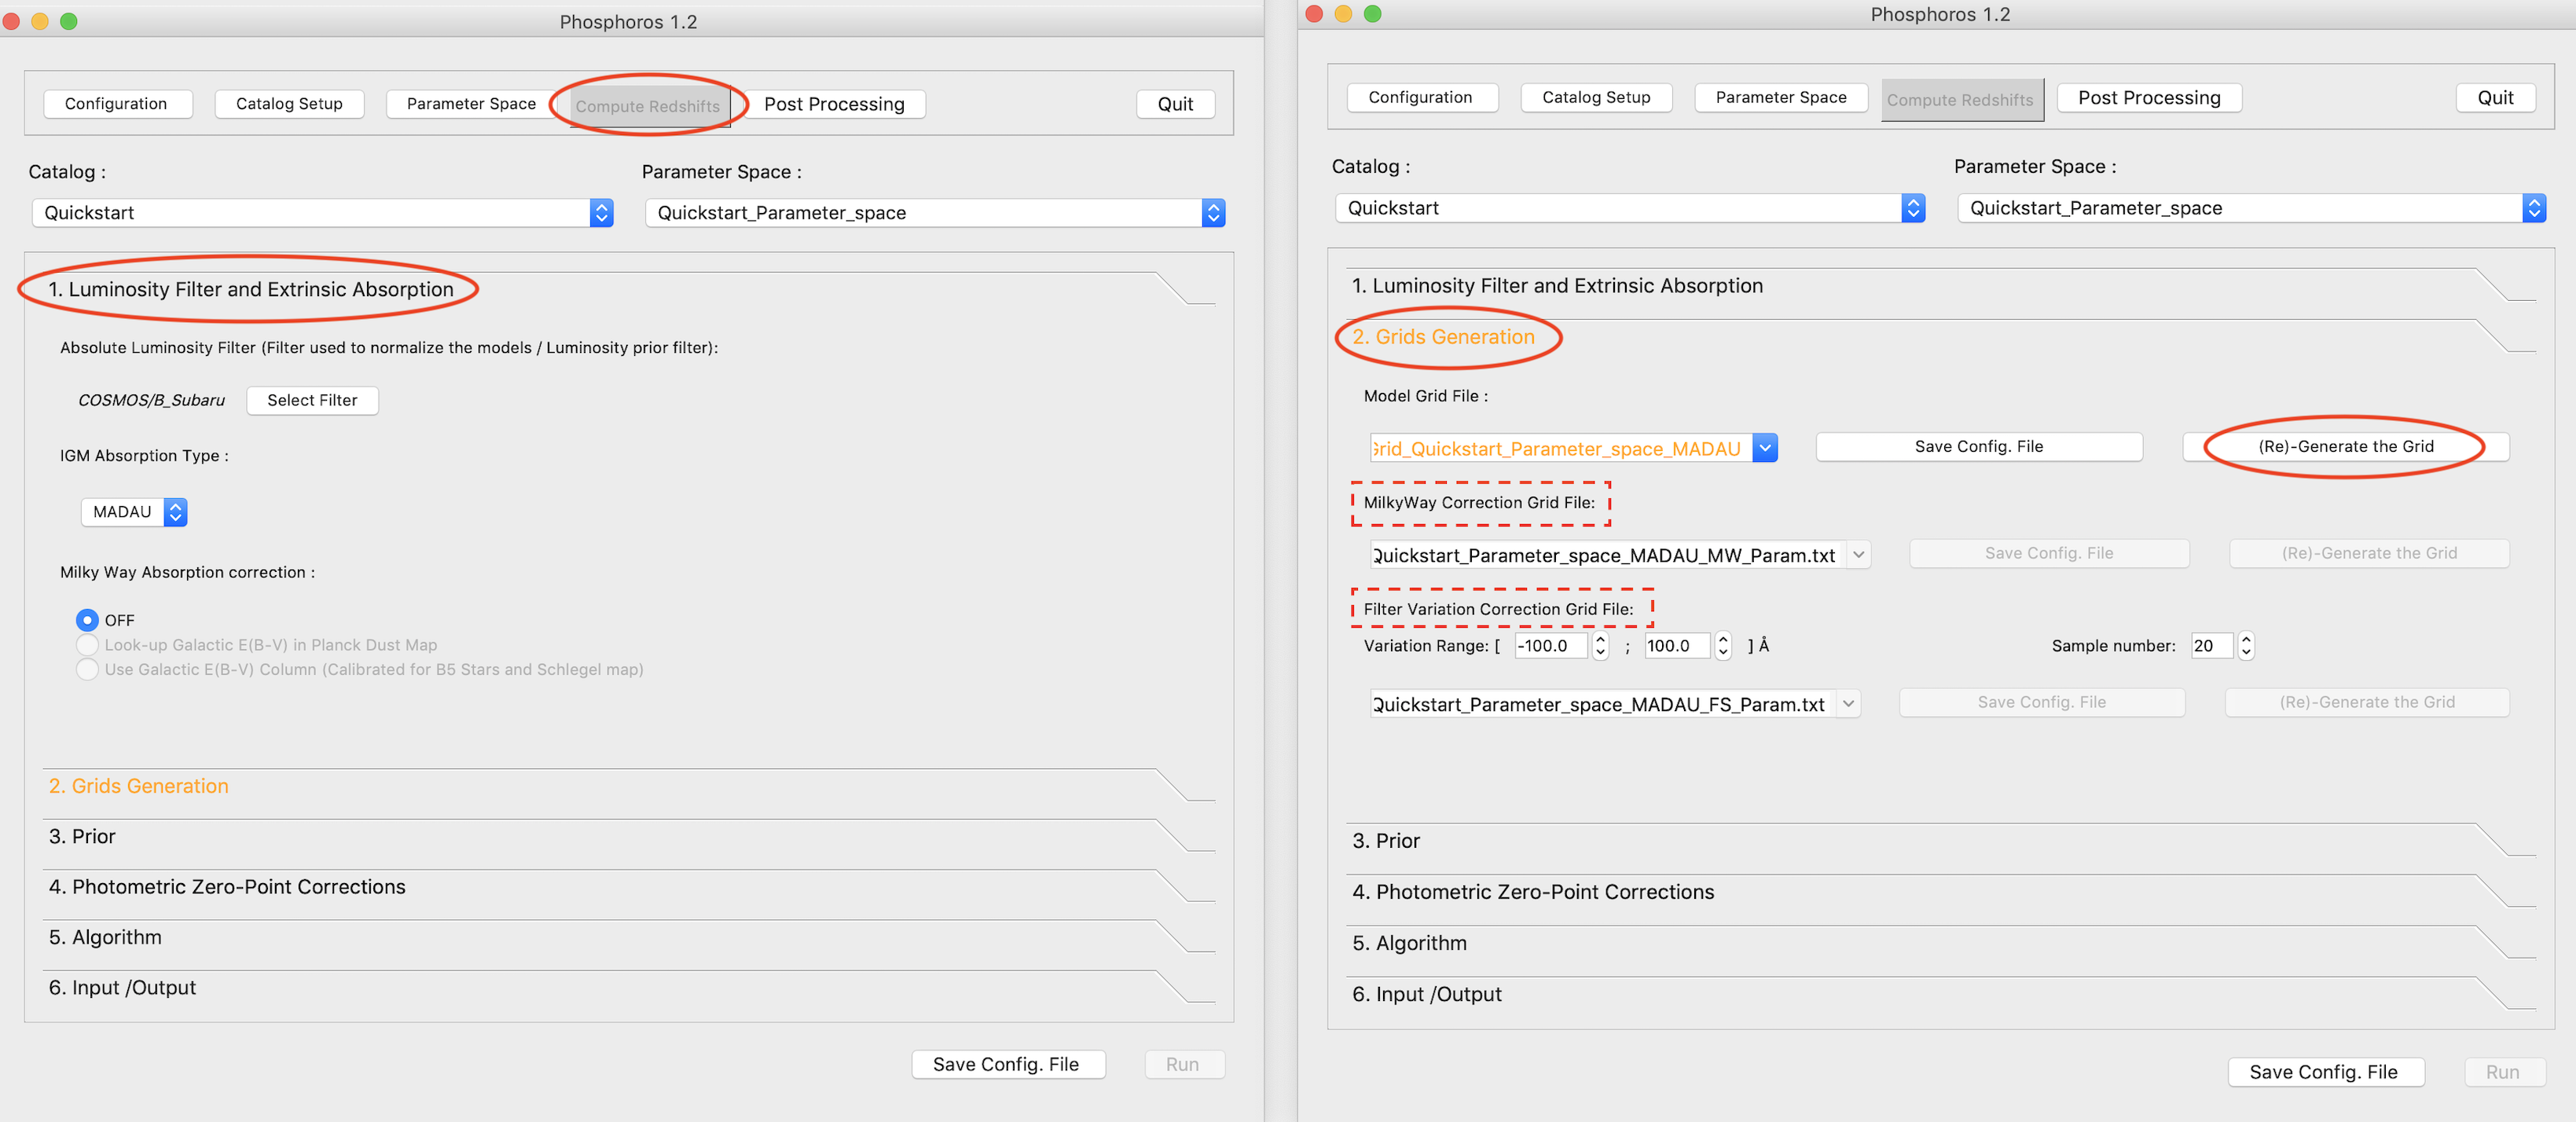 Phosphoros 1.2
Configuration Catalog Setup Parameter Space Compute Redshifts Post Processing Quit
Catalog : Parameter Space :
Quickstart Quickstart_Parameter_space
1. Luminosity Filter and Extrinsic Absorption
Absolute Luminosity Filter (Filter used to normalize the models / Luminosity prior filter):
COSMOS/B_Subaru Select Filter
IGM Absorption Type :
MADAU
Milky Way Absorption correction :
OFF
Look-up Galactic E(B-V) in Planck Dust Map
Use Galactic E(B-V) Column (Calibrated for B5 Stars and Schlegel map)
2. Grids Generation
3. Prior
4. Photometric Zero-Point Corrections
5. Algorithm
6. Input /Output
Save Config. File Run
Phosphoros 1.2
Configuration Catalog Setup Parameter Space Compute Redshifts Post Processing Quit
Catalog : Parameter Space :
Quickstart Quickstart_Parameter_space
1. Luminosity Filter and Extrinsic Absorption
2. Grids Generation
Model Grid File :
Grid_Quickstart_Parameter_space_MADAU Save Config. File (Re)-Generate the Grid
MilkyWay Correction Grid File:
Quickstart_Parameter_space_MADAU_MW_Param.txt Save Config. File (Re)-Generate the Grid
Filter Variation Correction Grid File:
Variation Range: [ -100.0 ; 100.0 ] Å Sample number: 20
Quickstart_Parameter_space_MADAU_FS_Param.txt Save Config. File (Re)-Generate the Grid
3. Prior
4. Photometric Zero-Point Corrections
5. Algorithm
6. Input /Output
Save Config. File Run